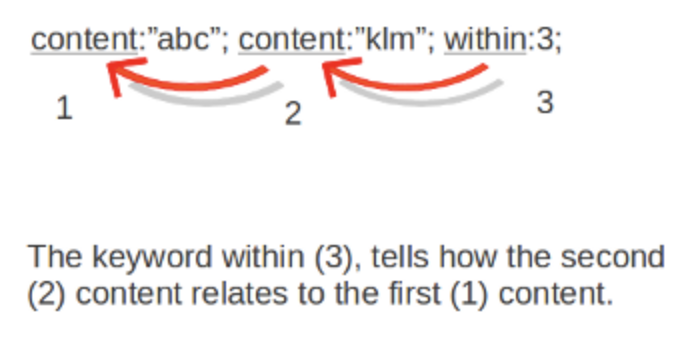 content:”abc”; content:”klm”; within:3;
1 2 3
The keyword within (3), tells how the second
(2) content relates to the first (1) content.